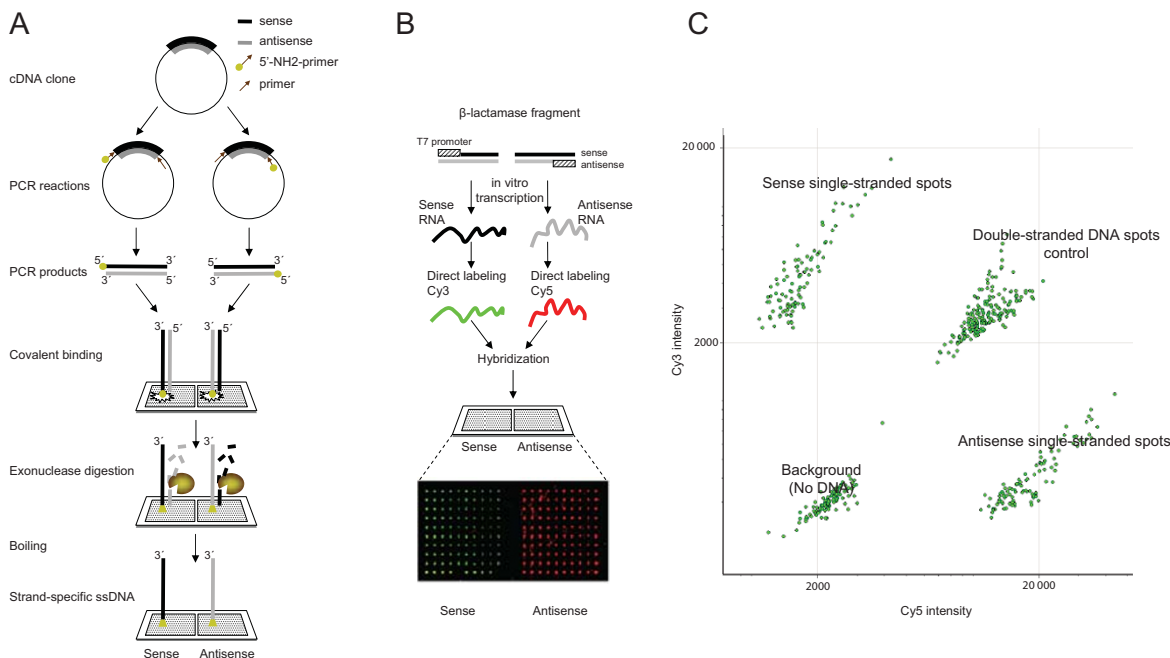 A
sense
antisense
5′-NH2-primer
primer
cDNA clone
PCR reactions
PCR products
5′
3′
3′
5′
5′
3′
3′
5′
Covalent binding
3′
5′
3′
5′
Exonuclease digestion
3′
3′
Boiling
3′
3′
Strand-specific ssDNA
Sense
Antisense
B
β-lactamase fragment
T7 promoter
sense
antisense
in vitro
transcription
Sense
RNA
Antisense
RNA
Direct labeling
Cy3
Direct labeling
Cy5
Hybridization
Sense
Antisense
Sense
Antisense
C
20 000
Sense single-stranded spots
Double-stranded DNA spots
control
Cy3 intensity
2000
Antisense single-stranded spots
Background
(No DNA)
2000
20 000
Cy5 intensity